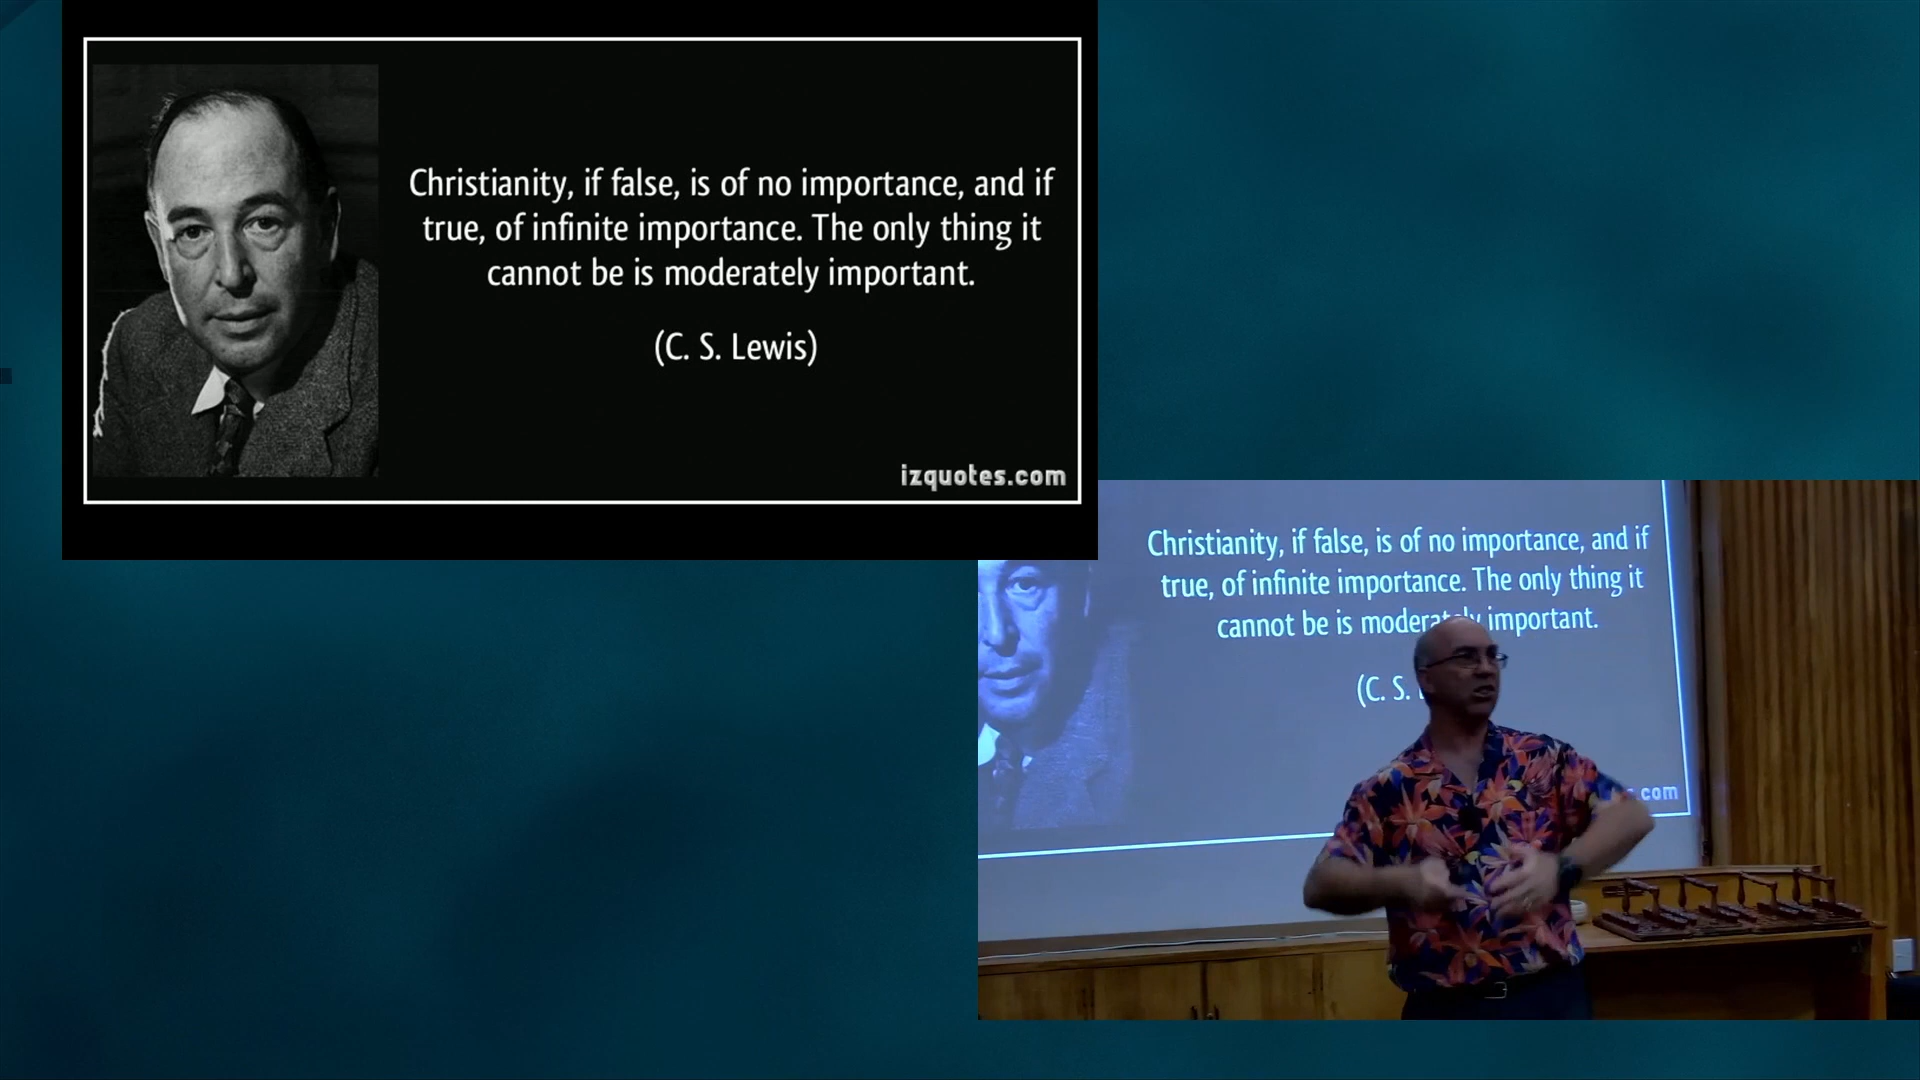 Christianity, if false, is of no importance, and if
true, of infinite importance. The only thing it
cannot be is moderately important.
(C. S. Lewis)
izquotes.com
Christianity, if false, is of no importance, and if
true, of infinite importance. The only thing it
cannot be is important.
(C. S.
.com